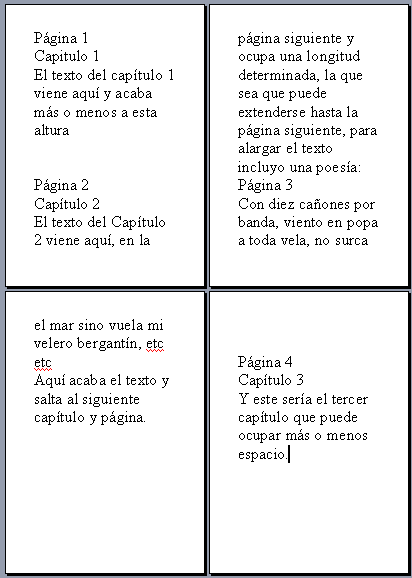 Página 1
Capitulo 1
El texto del capítulo 1
viene aquí y acaba
más o menos a esta
altura
Página 2
Capítulo 2
El texto del Capítulo
2 viene aquí, en la
página siguiente y
ocupa una longitud
determinada, la que
sea que puede
extenderse hasta la
página siguiente, para
alargar el texto
incluyo una poesía:
Página 3
Con diez cañones por
banda, viento en popa
a toda vela, no surca
el mar sino vuela mi
velero bergantín, etc
etc
Aquí acaba el texto y
salta al siguiente
capítulo y página.
Página 4
Capítulo 3
Y este sería el tercer
capítulo que puede
ocupar más o menos
espacio.